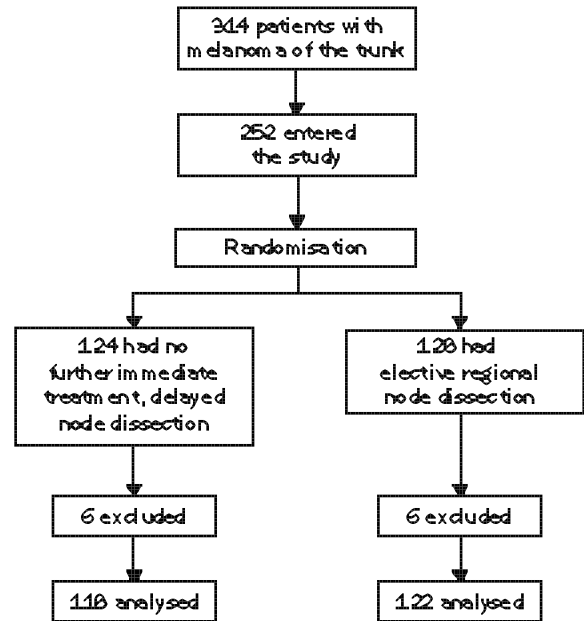 314 patients with
melanoma of the trunk
252 entered
the study
Randomisation
124 had no
further immediate
treatment, delayed
node dissection
128 had
elective regional
node dissection
6 excluded
6 excluded
118 analysed
122 analysed